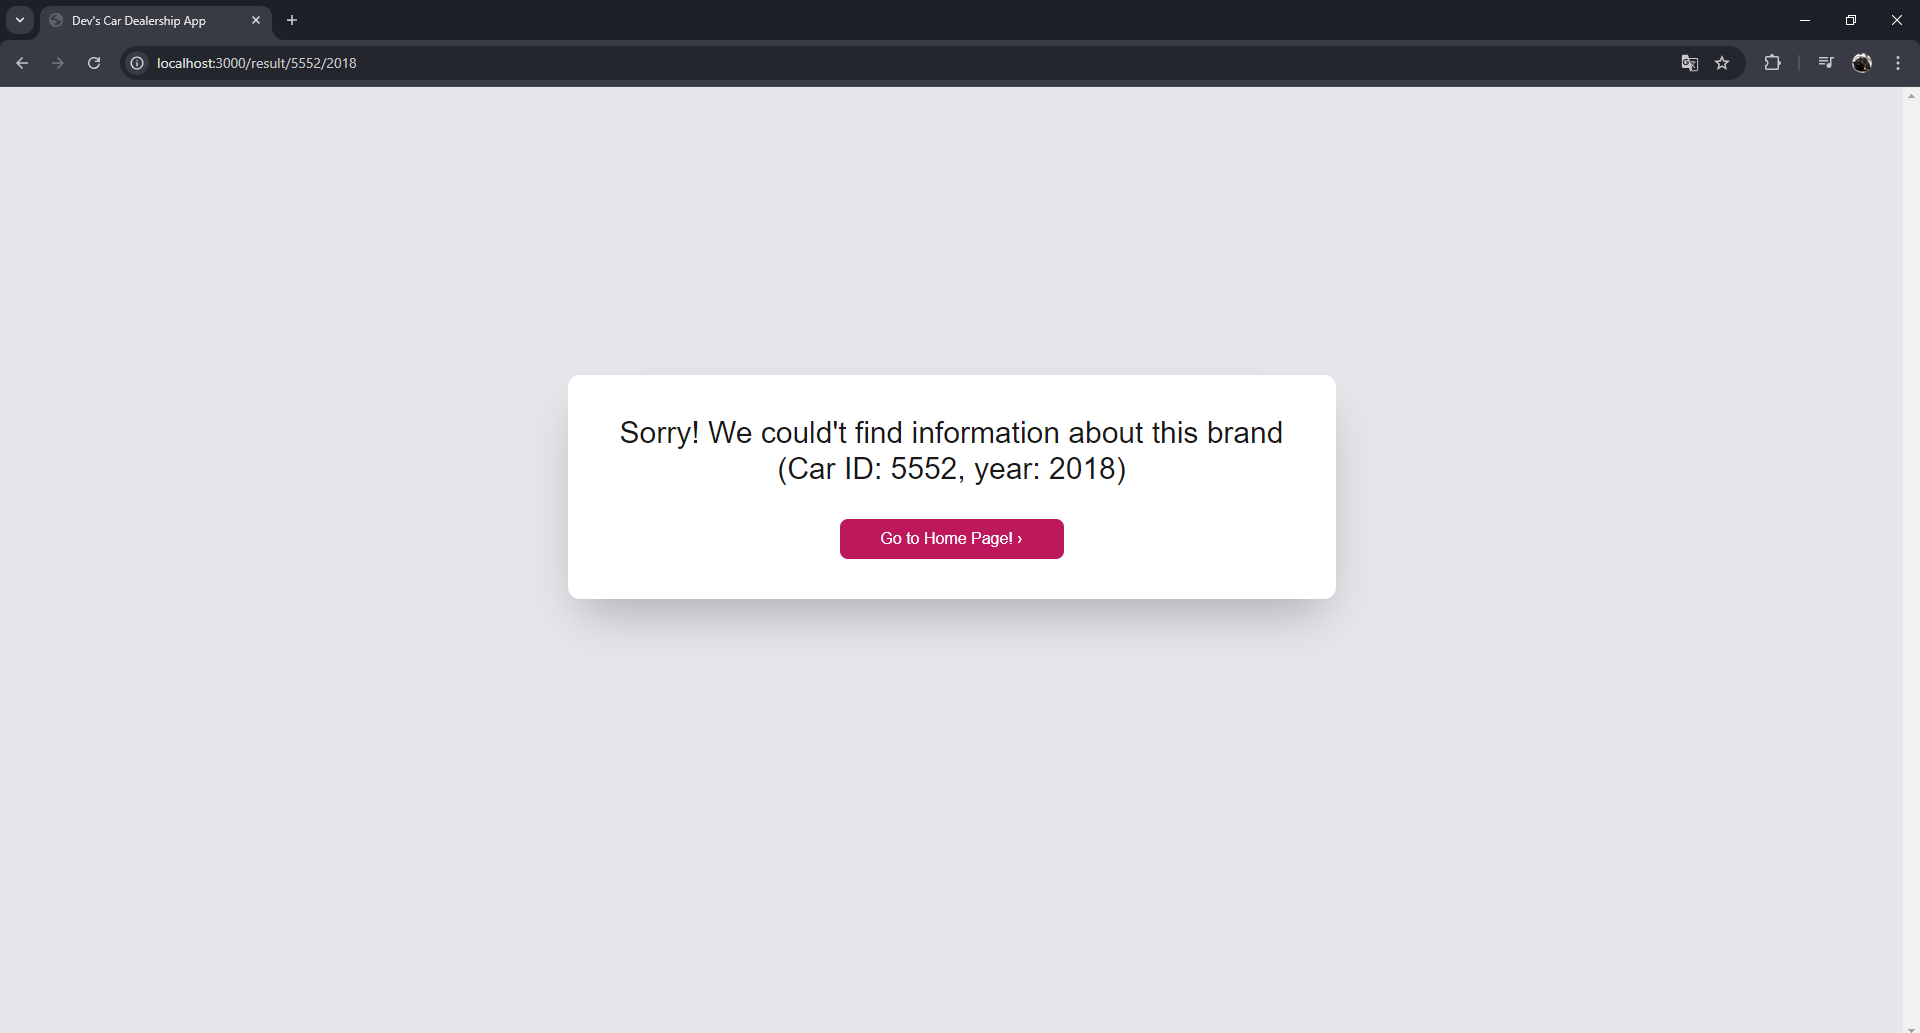 Dev's Car Dealership App
localhost:3000/result/5552/2018
Sorry! We could't find information about this brand
(Car ID: 5552, year: 2018)
Go to Home Page! ›